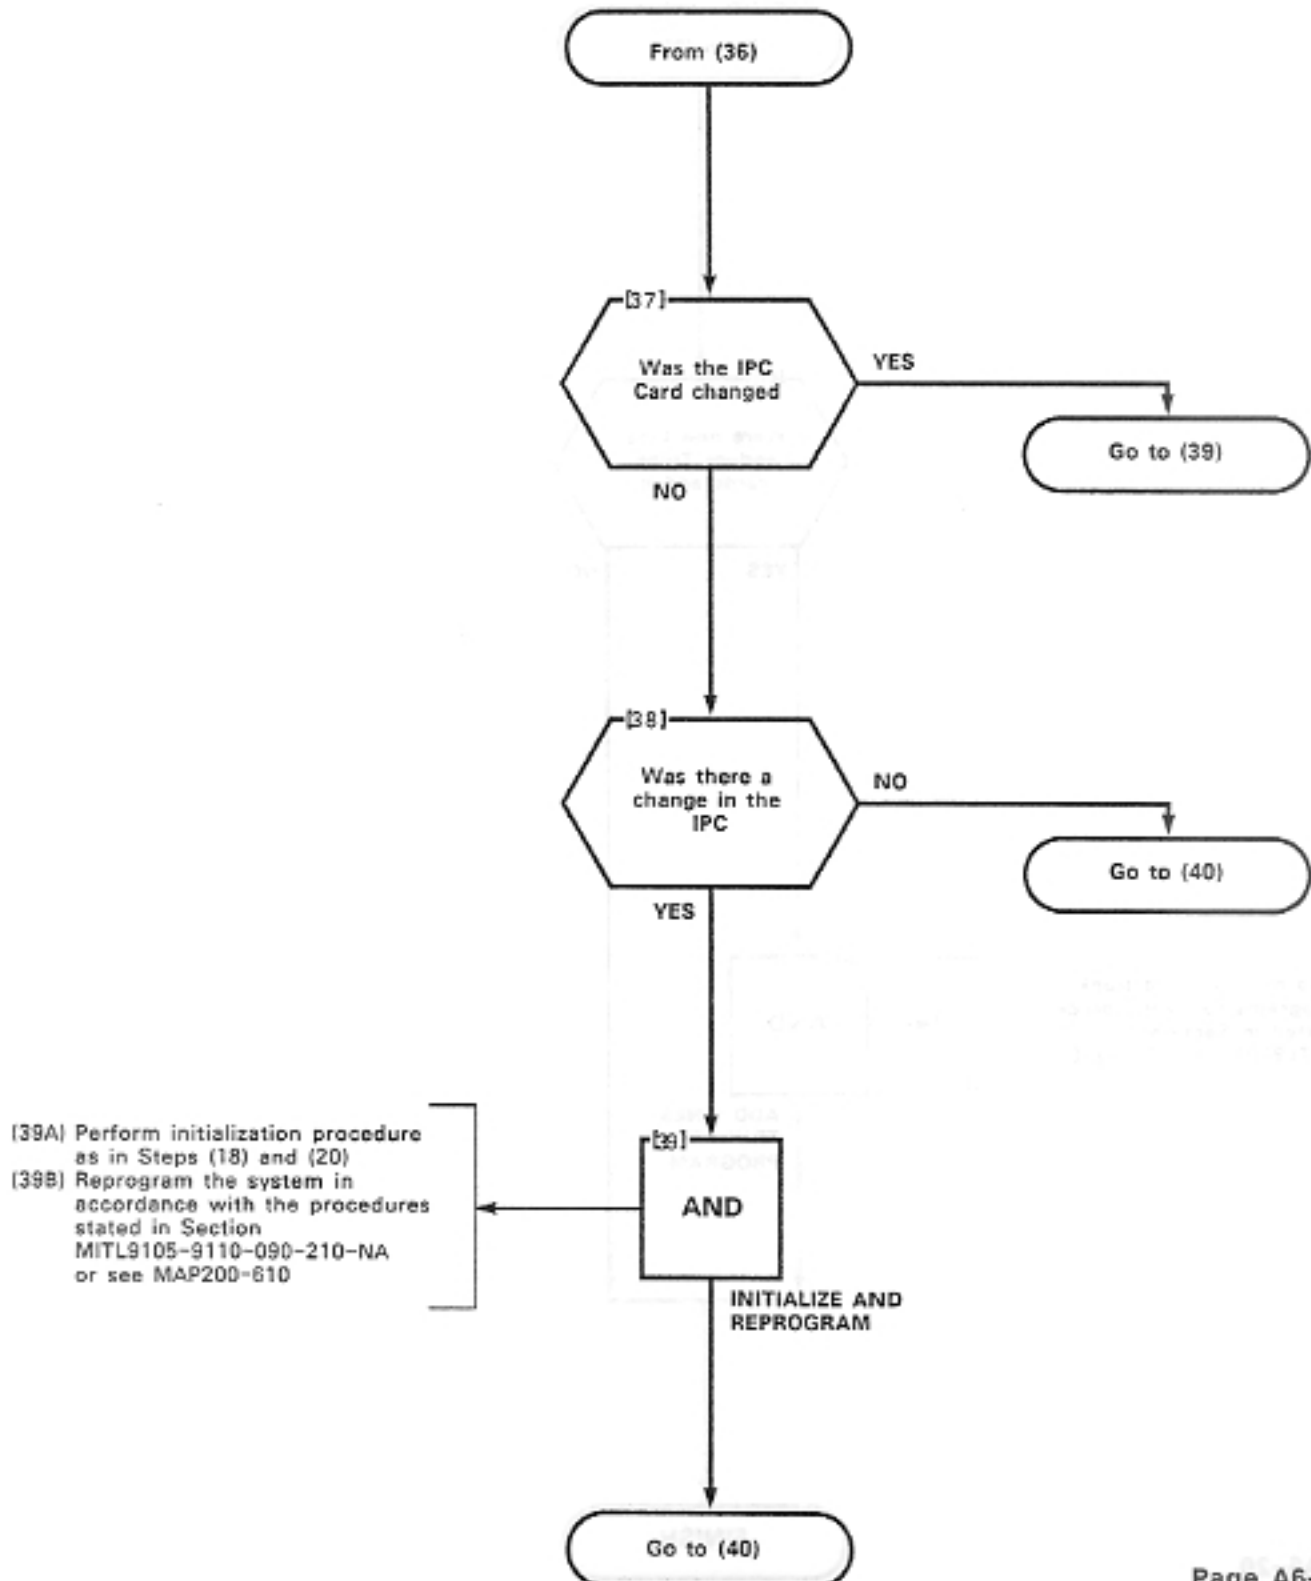 From (36)
[37]
Was the IPC
Card changed
YES
Go to (39)
NO
[38]
Was there a
change in the
IPC
NO
Go to (40)
YES
[39]
AND
(39A) Perform initialization procedure
as in Steps (18) and (20)
(39B) Reprogram the system in
accordance with the procedures
stated in Section
MITL9105-9110-090-210-NA
or see MAP200-610
INITIALIZE AND
REPROGRAM
Go to (40)
Page A6-